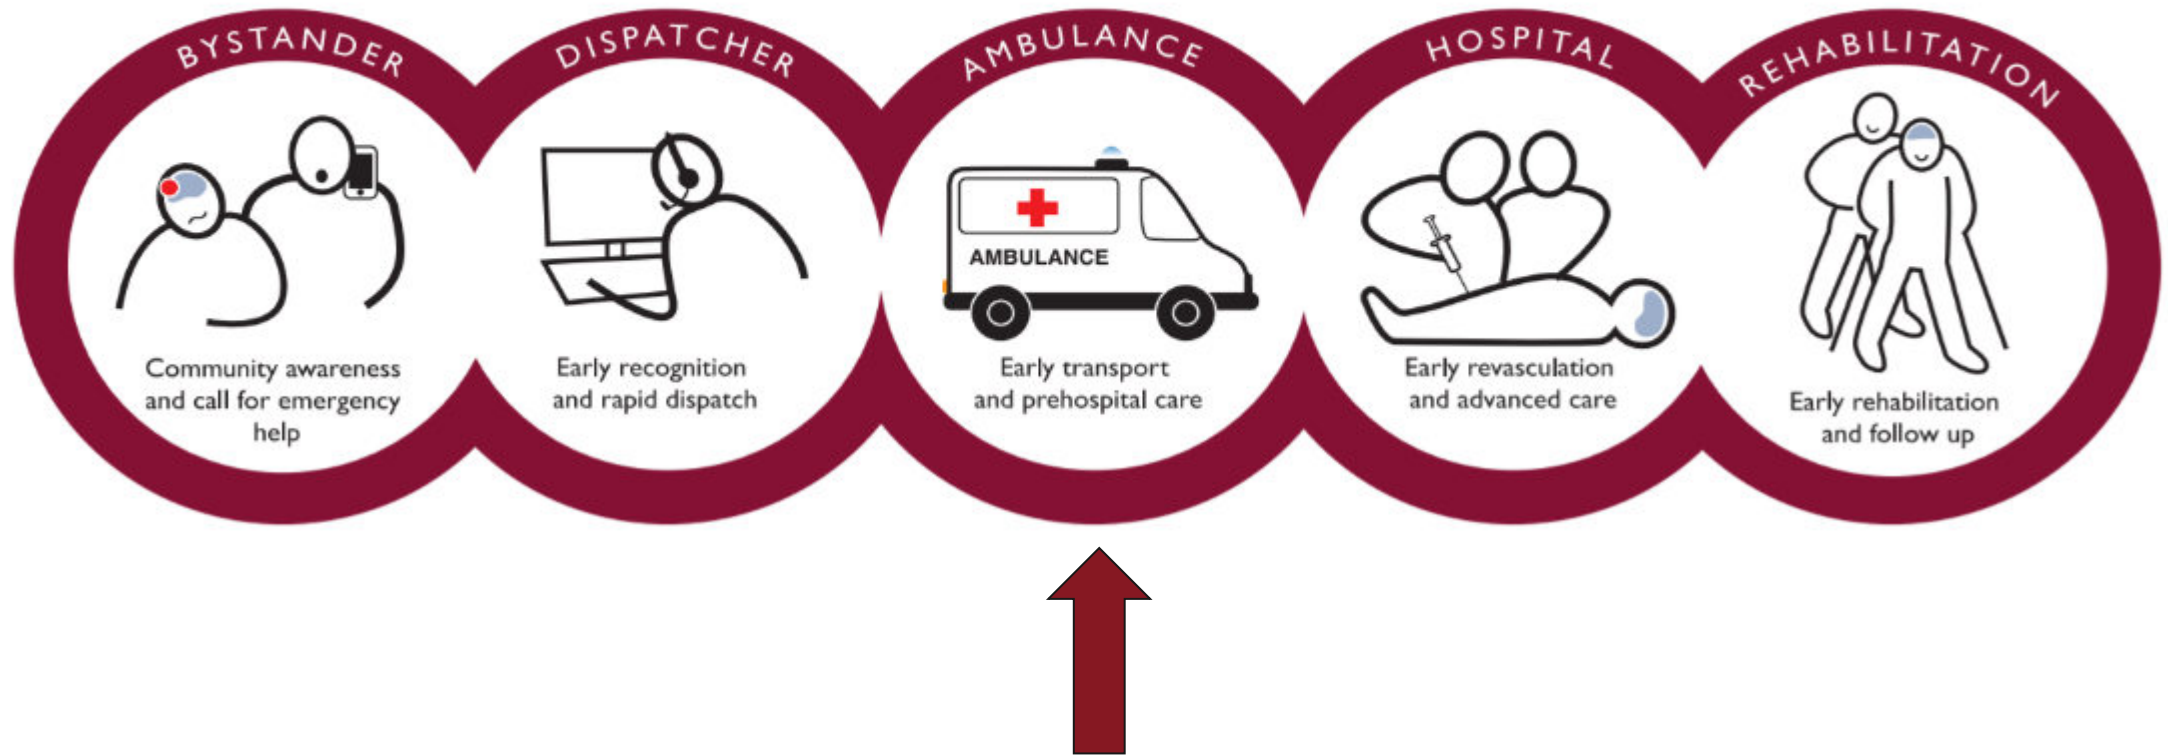 BYSTANDER
Community awareness
and call for emergency
help
DISPATCHER
Early recognition
and rapid dispatch
AMBULANCE
AMBULANCE
Early transport
and prehospital care
HOSPITAL
Early revasculation
and advanced care
REHABILITATION
Early rehabilitation
and follow up